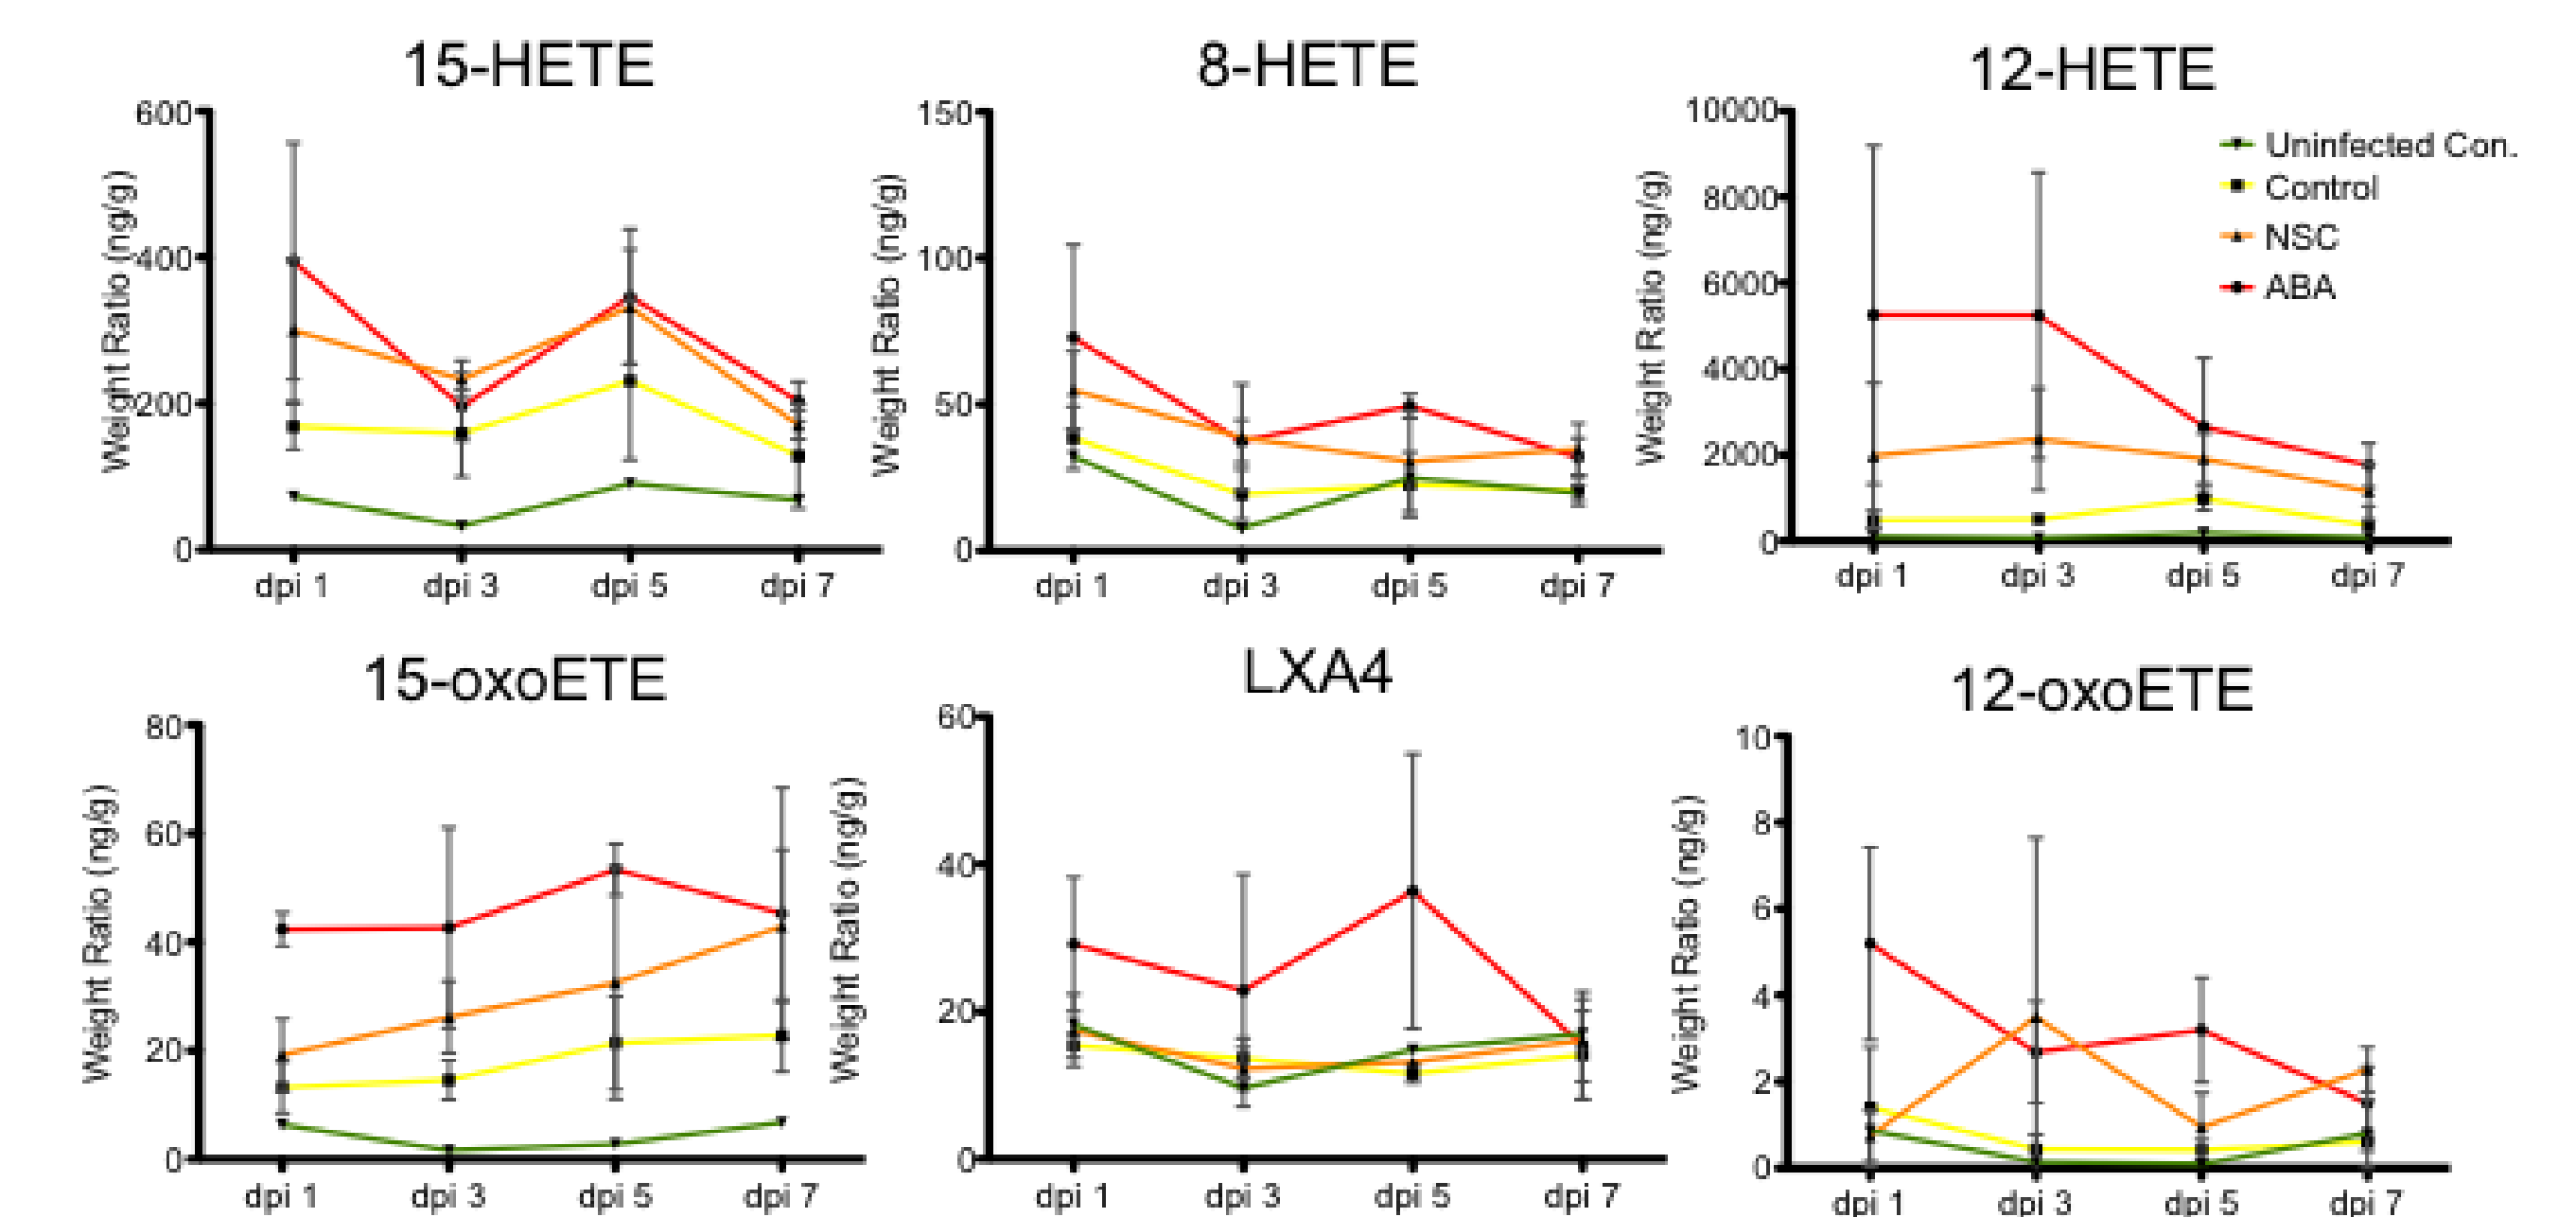 15-HETE
600
400
200
0
Weight Ratio (ng/g)
dpi 1 dpi 3 dpi 5 dpi 7
8-HETE
150
100
50
0
Weight Ratio (ng/g)
dpi 1 dpi 3 dpi 5 dpi 7
12-HETE
10000
8000
6000
4000
2000
0
Weight Ratio (ng/g)
Uninfected Con.
Control
NSC
ABA
dpi 1 dpi 3 dpi 5 dpi 7
15-oxoETE
80
60
40
20
0
Weight Ratio (ng/g)
dpi 1 dpi 3 dpi 5 dpi 7
LXA4
60
40
20
0
Weight Ratio (ng/g)
dpi 1 dpi 3 dpi 5 dpi 7
12-oxoETE
10
8
6
4
2
0
Weight Ratio (ng/g)
dpi 1 dpi 3 dpi 5 dpi 7